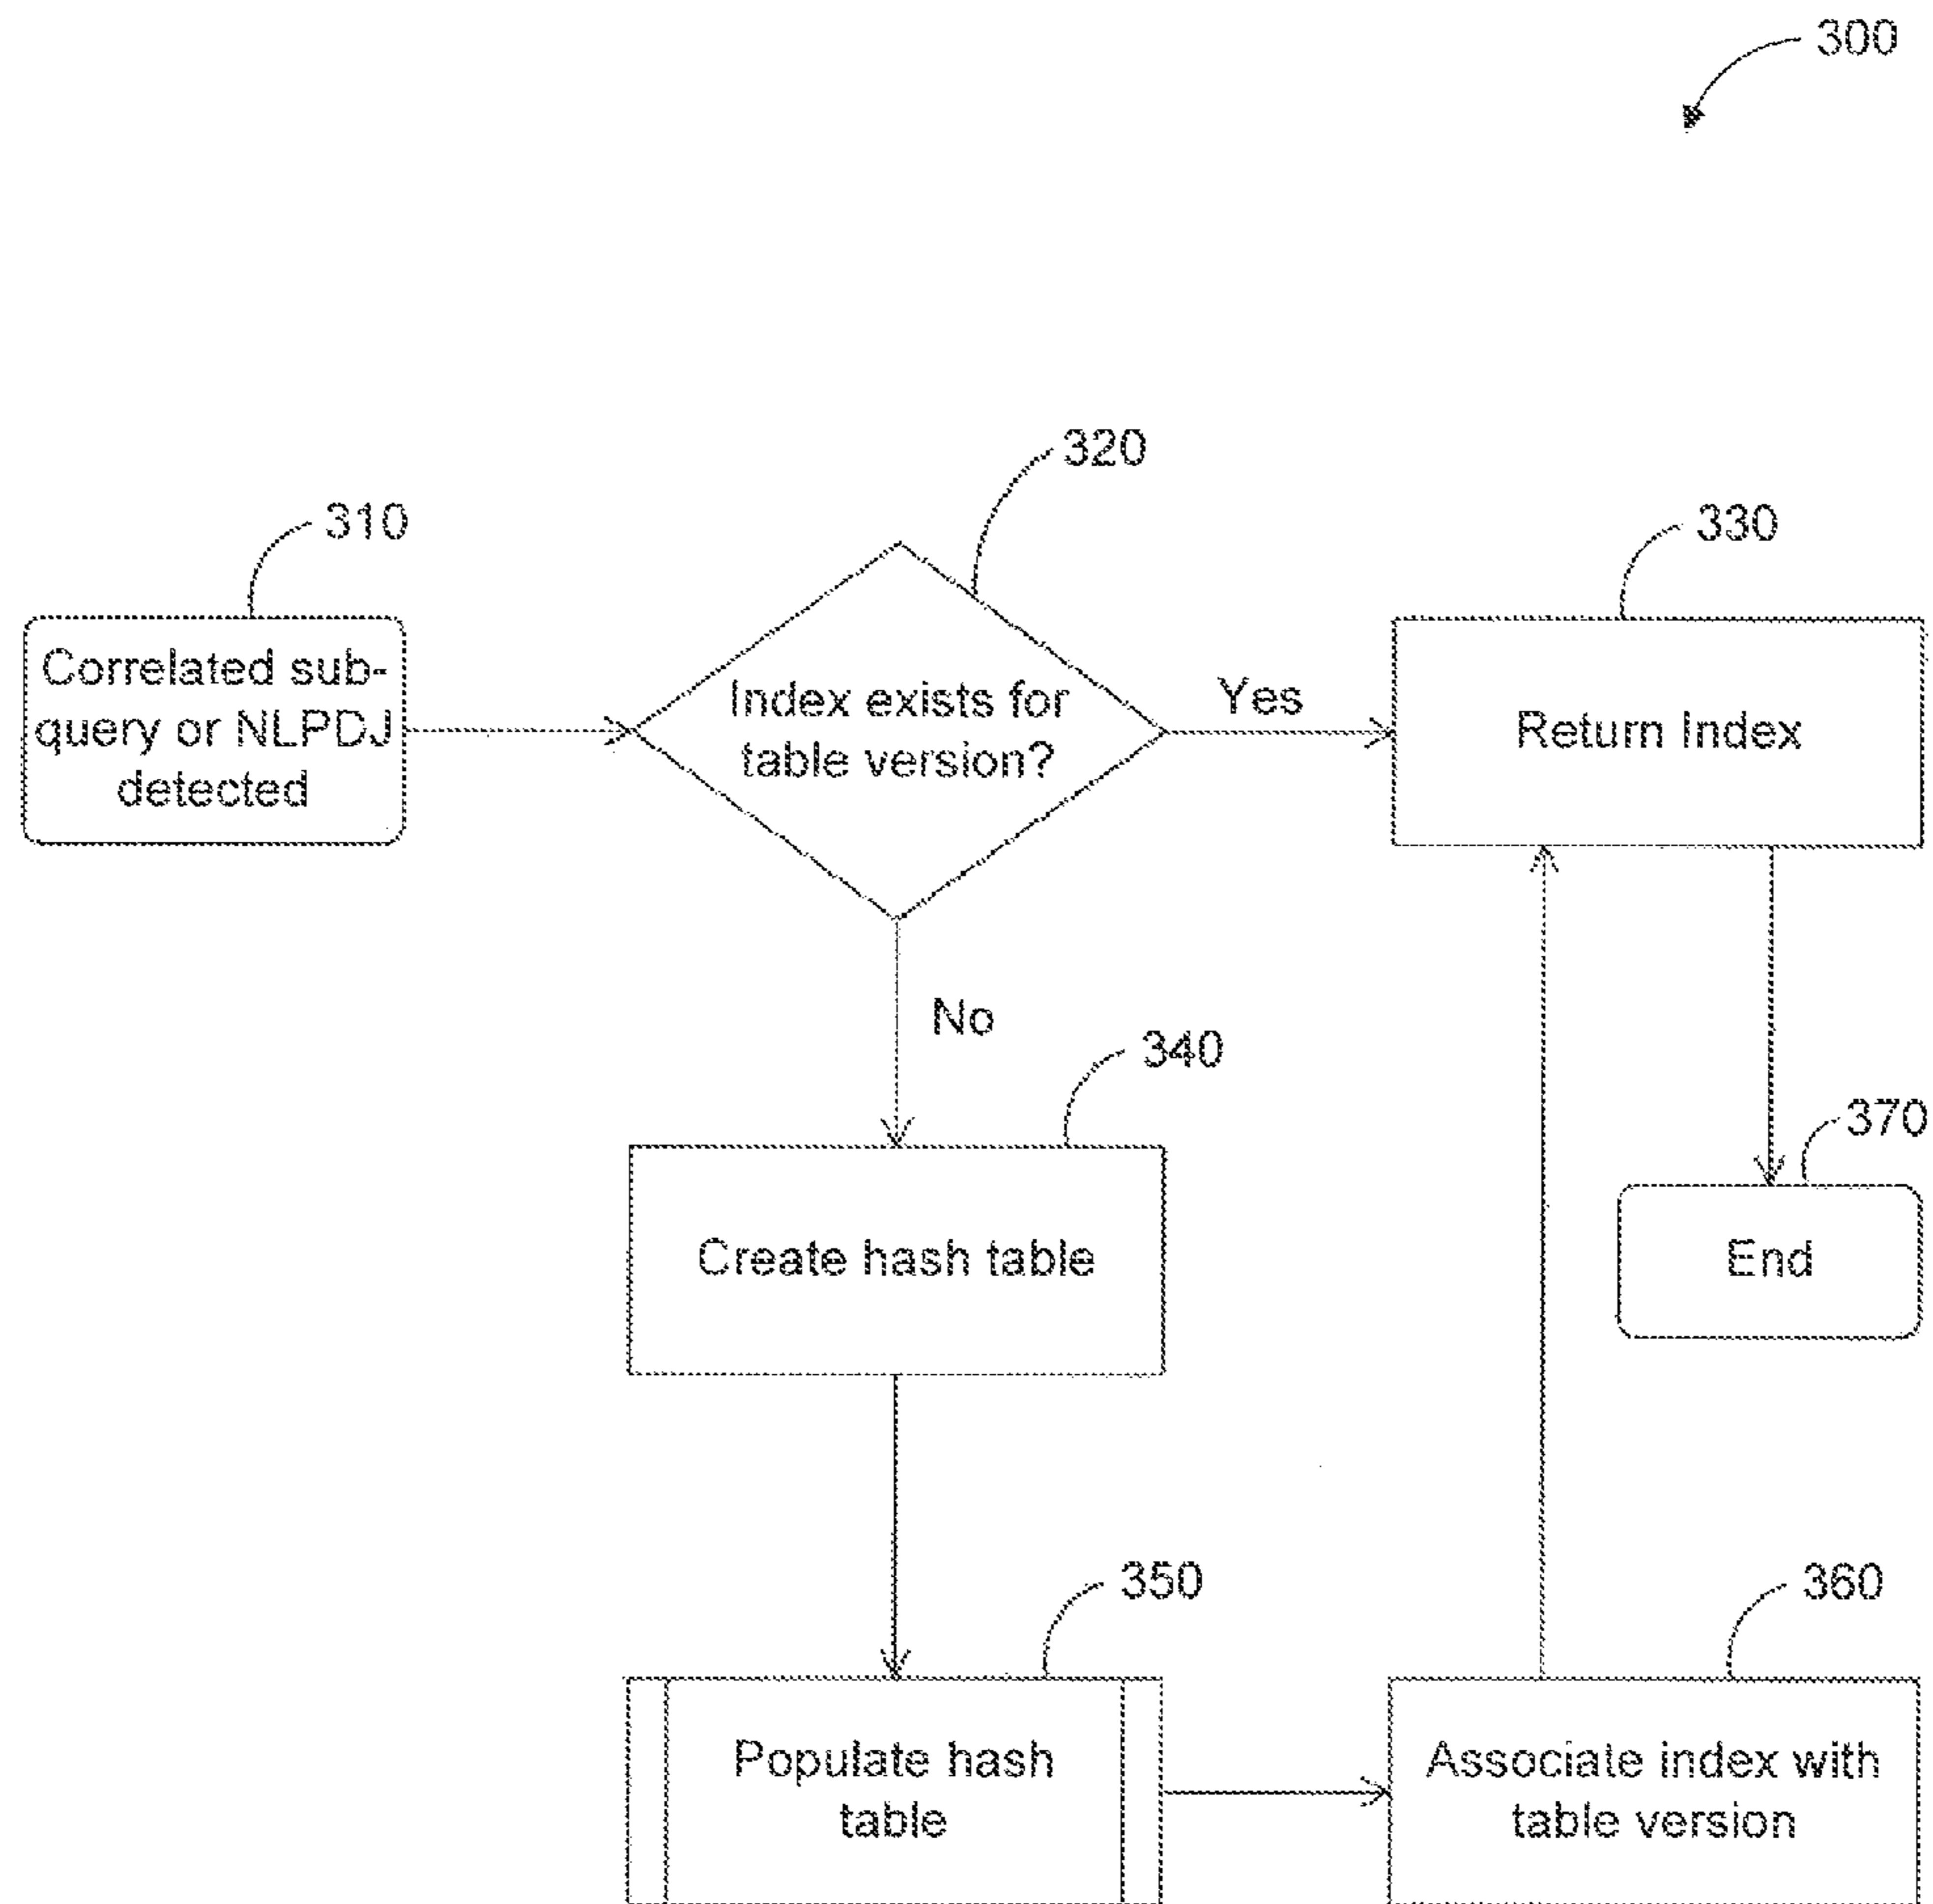 300
320
310
330
Correlated sub-
query or NLPDJ
detected
Index exists for
table version?
Yes
Return Index
No
340
370
Create hash table
End
350
360
Populate hash
table
Associate index with
table version